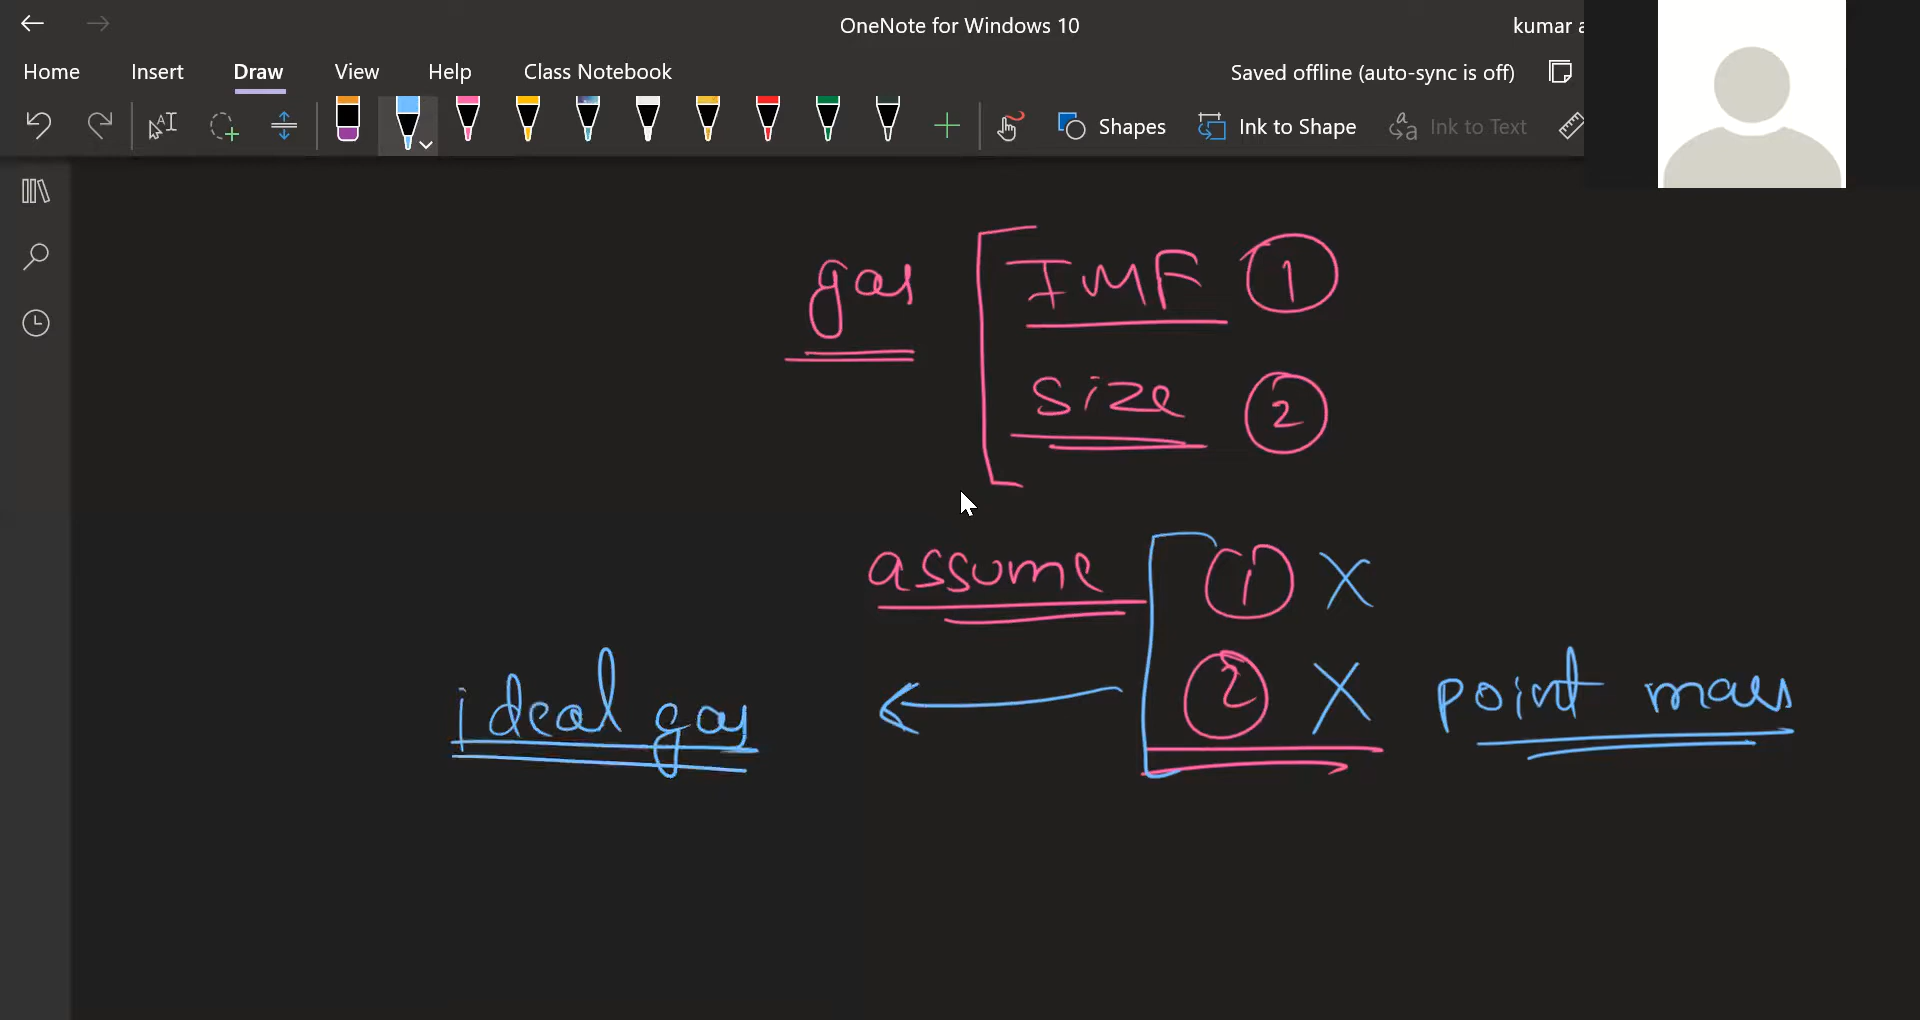 OneNote for Windows 10
kumar a
Home Insert Draw View Help Class Notebook
Saved offline (auto-sync is off)
Shapes Ink to Shape Ink to Text
gas IMF 1
size 2
assume 1 X
ideal gas ← 2 X point mass